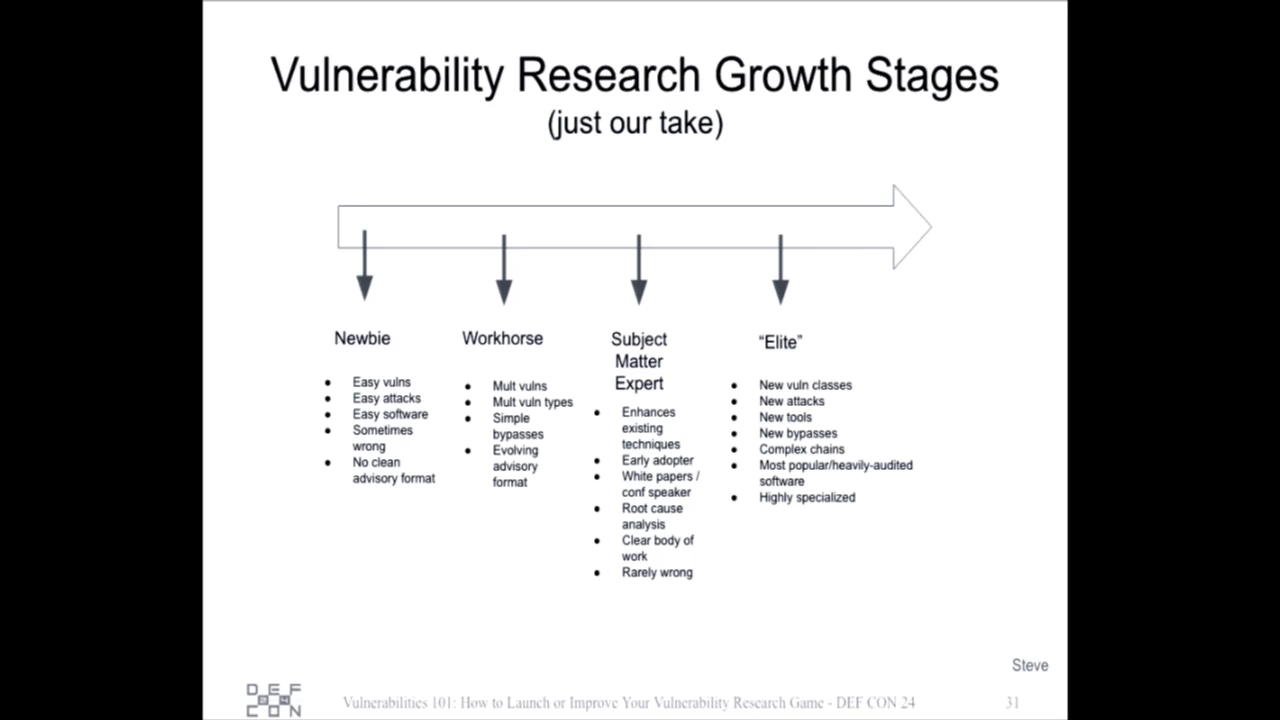 Vulnerability Research Growth Stages
(just our take)
Newbie
● Easy vulns
● Easy attacks
● Easy software
● Sometimes
wrong
● No clean
advisory format
Workhorse
● Mult vulns
● Mult vuln types
● Simple
bypasses
● Evolving
advisory
format
Subject
Matter
Expert
● Enhances
existing
techniques
● Early adopter
● White papers /
conf speaker
● Root cause
analysis
● Clear body of
work
● Rarely wrong
“Elite”
● New vuln classes
● New attacks
● New tools
● New bypasses
● Complex chains
● Most popular/heavily-audited
software
● Highly specialized
Steve
DEF
CON
Vulnerabilities 101: How to Launch or Improve Your Vulnerability Research Game - DEF CON 24
31